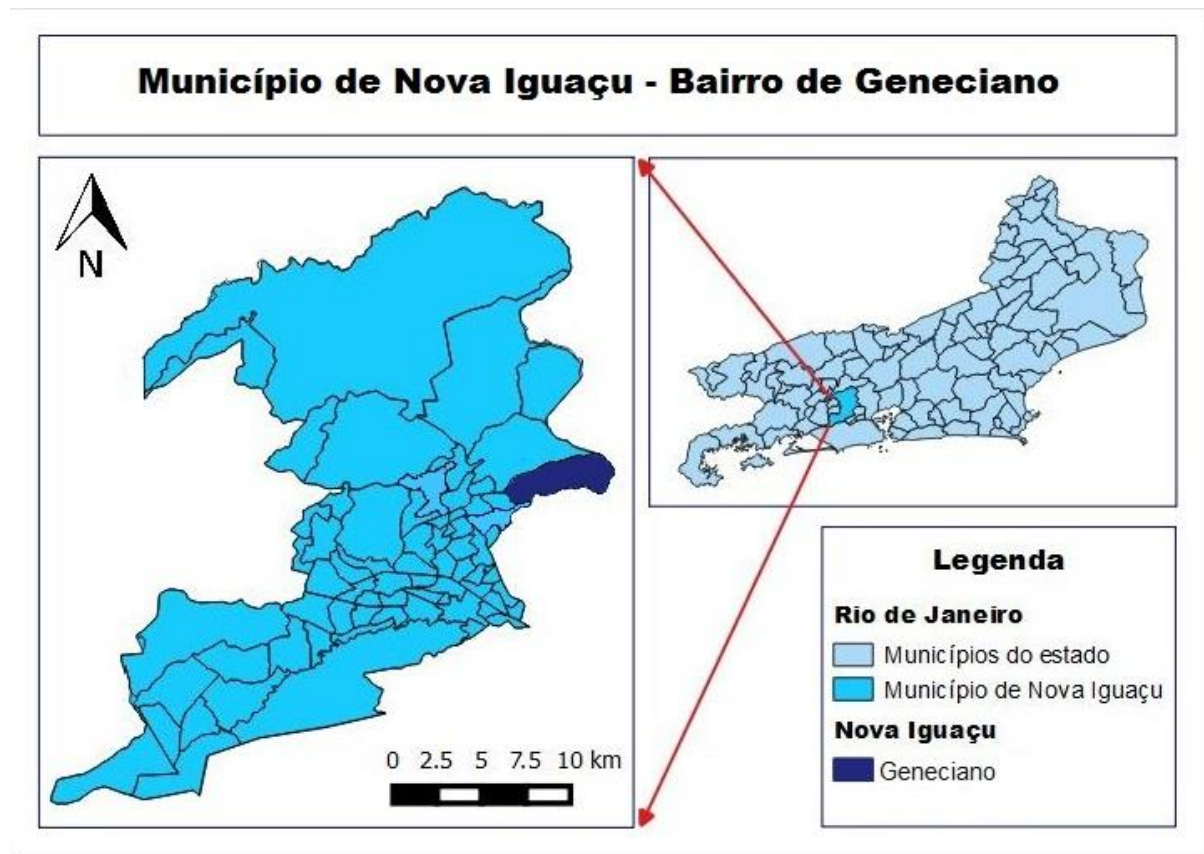 Município de Nova Iguaçu - Bairro de Geneciano
N
0 2.5 5 7.5 10 km
Legenda
Rio de Janeiro
Municípios do estado
Município de Nova Iguaçu
Nova Iguaçu
Geneciano